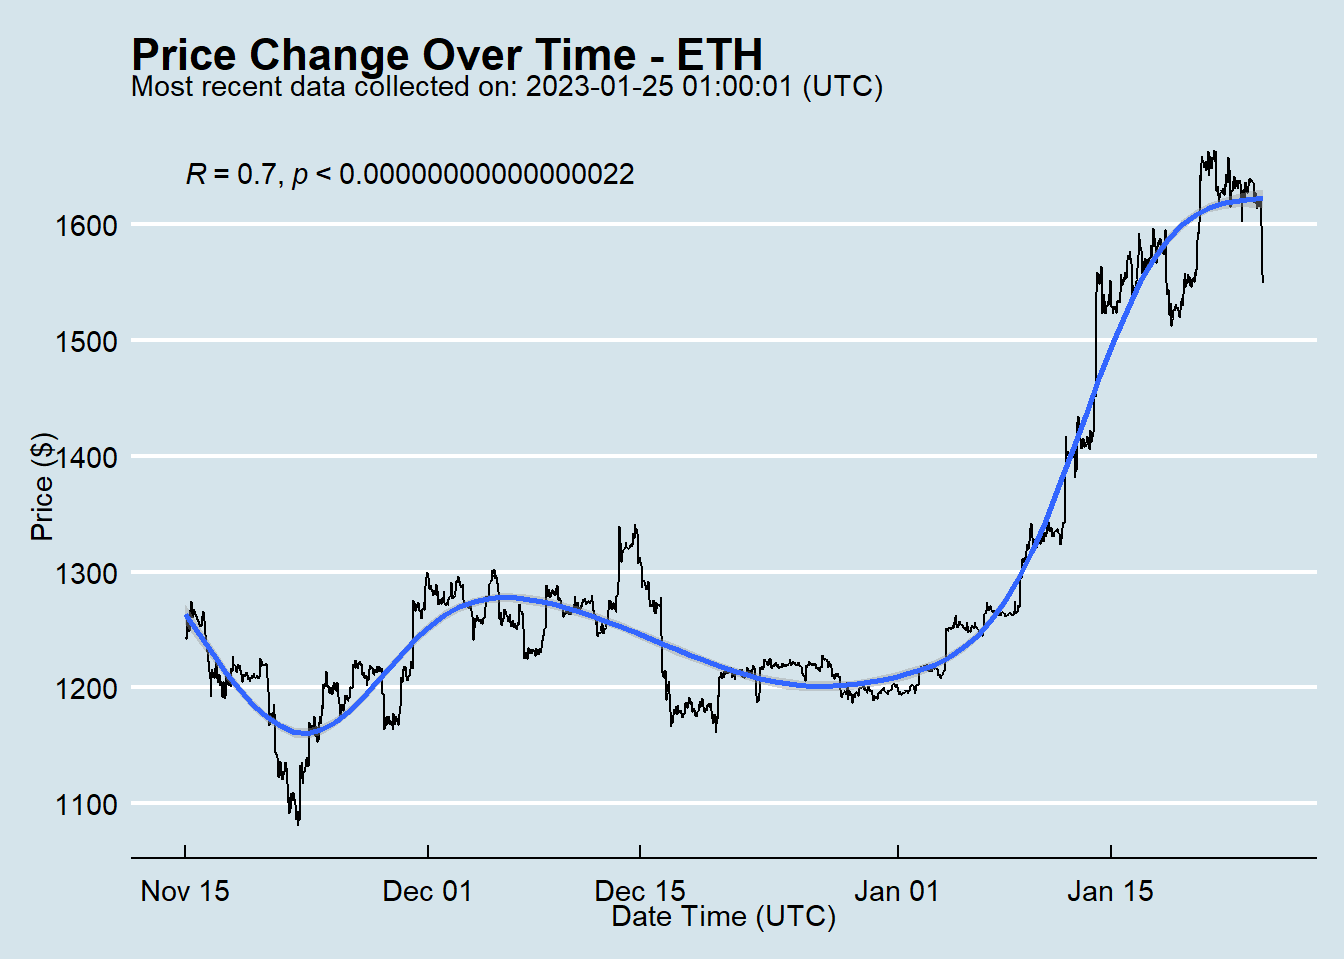 Price Change Over Time - ETH
Most recent data collected on: 2023-01-25 01:00:01 (UTC)
R = 0.7, p < 0.00000000000000022
1600
1500
1400
1300
1200
1100
Price ($)
Nov 15
Dec 01
Dec 15
Jan 01
Jan 15
Date Time (UTC)